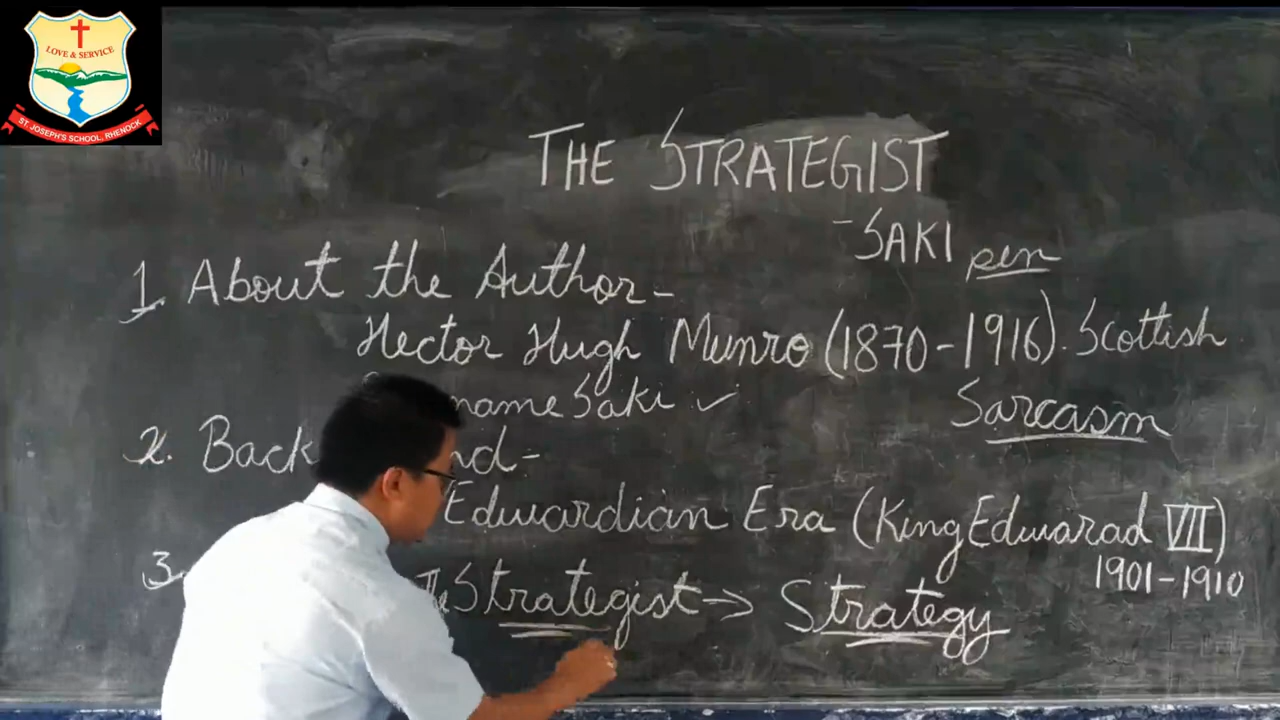 LOVE & SERVICE
ST. JOSEPH'S SCHOOL, RHENOCK
THE STRATEGIST
-SAKI pen
1. About the Author-
Hector Hugh Munro (1870-1916). Scottish
name Saki ✓
Sarcasm
2. Back nd-
Edwardian Era (King Edwarad VII)
1901-1910
3. The Strategist → Strategy